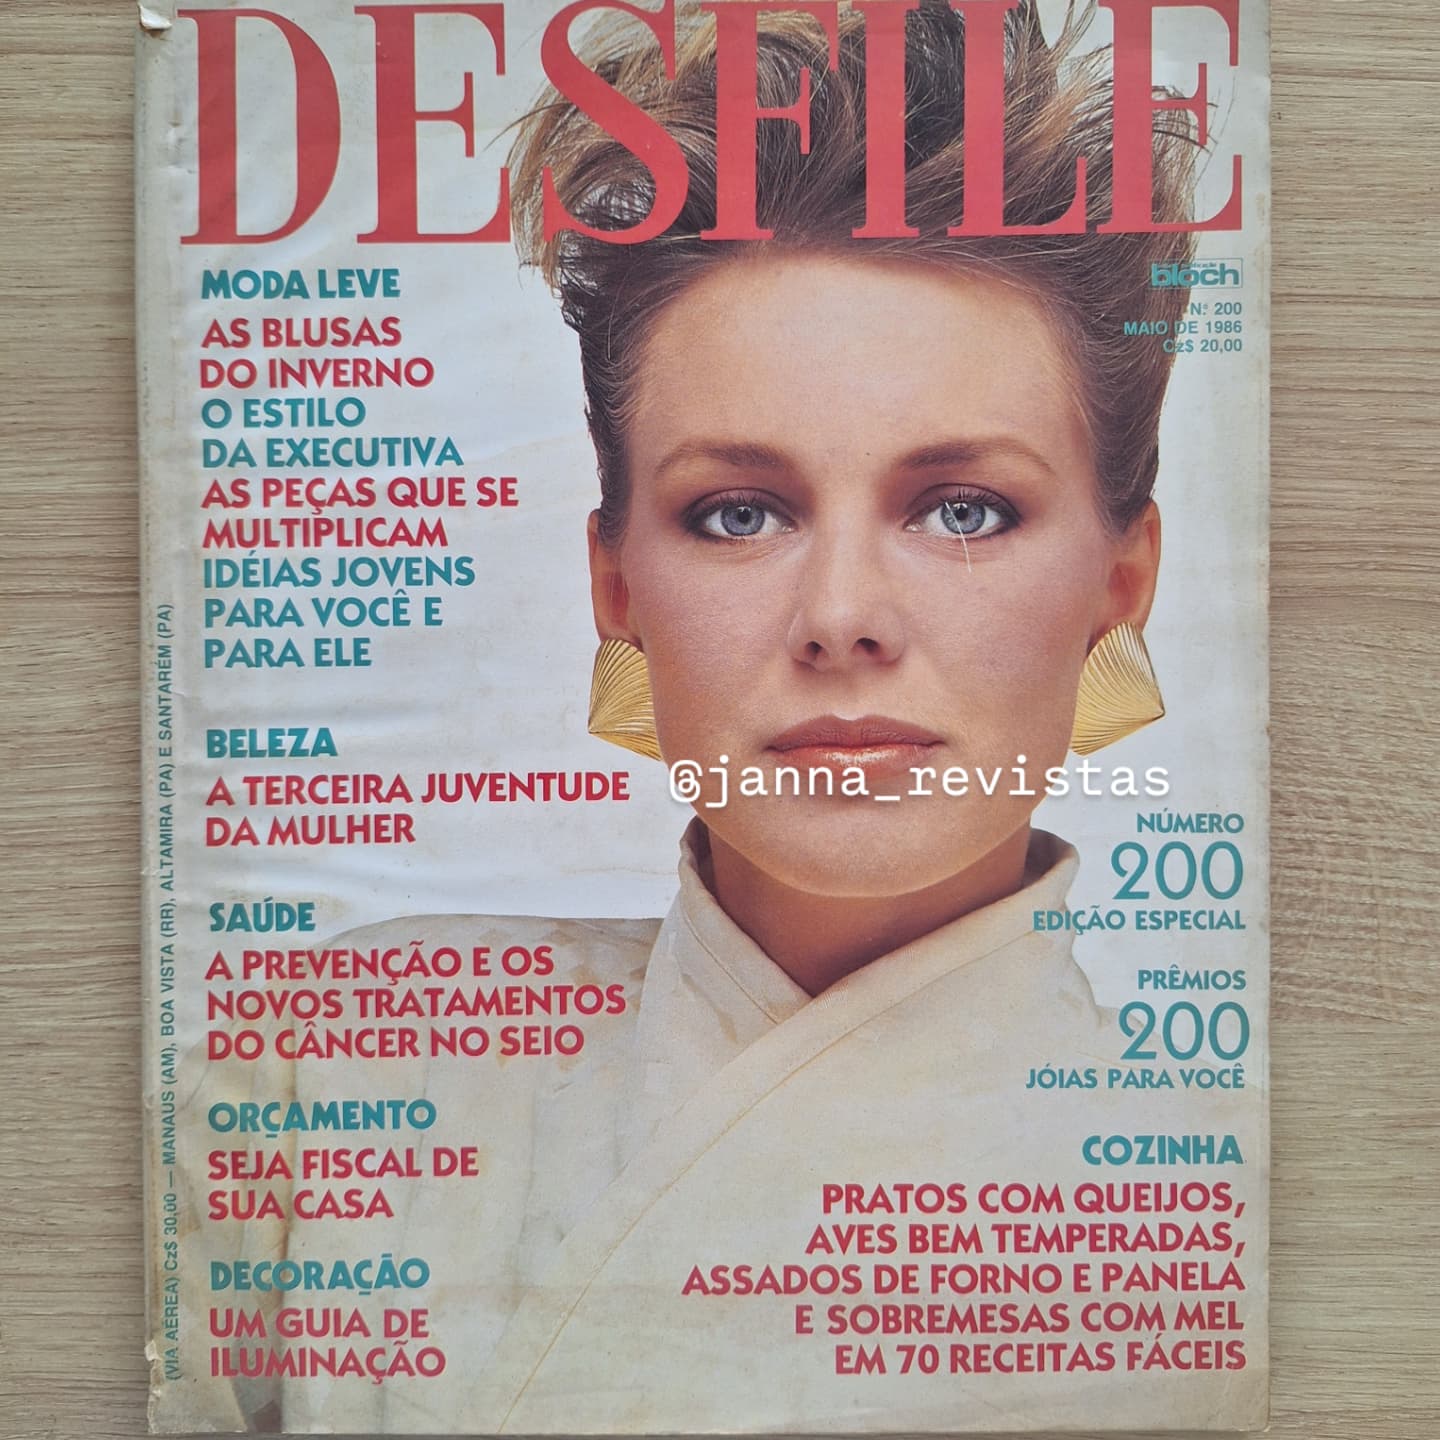 DESFILE
bloch
N.º 200
MAIO DE 1986
Cz$ 20,00
MODA LEVE
AS BLUSAS
DO INVERNO
O ESTILO
DA EXECUTIVA
AS PEÇAS QUE SE
MULTIPLICAM
IDÉIAS JOVENS
PARA VOCÊ E
PARA ELE
BELEZA
A TERCEIRA JUVENTUDE
DA MULHER
SAÚDE
A PREVENÇÃO E OS
NOVOS TRATAMENTOS
DO CÂNCER NO SEIO
ORÇAMENTO
SEJA FISCAL DE
SUA CASA
DECORAÇÃO
UM GUIA DE
ILUMINAÇÃO
@janna_revistas
NÚMERO
200
EDIÇÃO ESPECIAL
PRÊMIOS
200
JÓIAS PARA VOCÊ
COZINHA
PRATOS COM QUEIJOS,
AVES BEM TEMPERADAS,
ASSADOS DE FORNO E PANELA
E SOBREMESAS COM MEL
EM 70 RECEITAS FÁCEIS
(VIA AÉREA) Cz$ 30,00 — MANAUS (AM), BOA VISTA (RR), ALTAMIRA (PA) E SANTARÉM (PA)